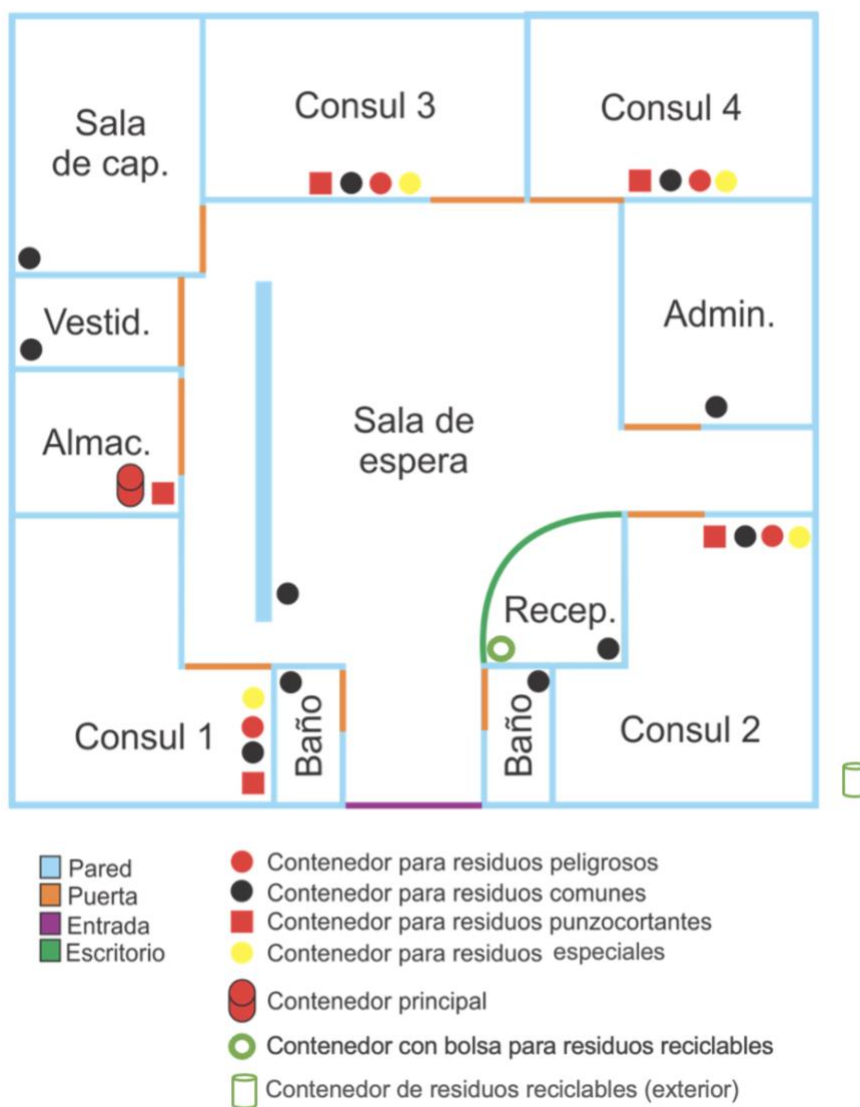 Sala
de cap.
Consul 3
Consul 4
Vestid.
Admin.
Almac.
Sala de
espera
Recep.
Consul 1
Baño
Baño
Consul 2
Pared
Puerta
Entrada
Escritorio
Contenedor para residuos peligrosos
Contenedor para residuos comunes
Contenedor para residuos punzocortantes
Contenedor para residuos especiales
Contenedor principal
Contenedor con bolsa para residuos reciclables
Contenedor de residuos reciclables (exterior)